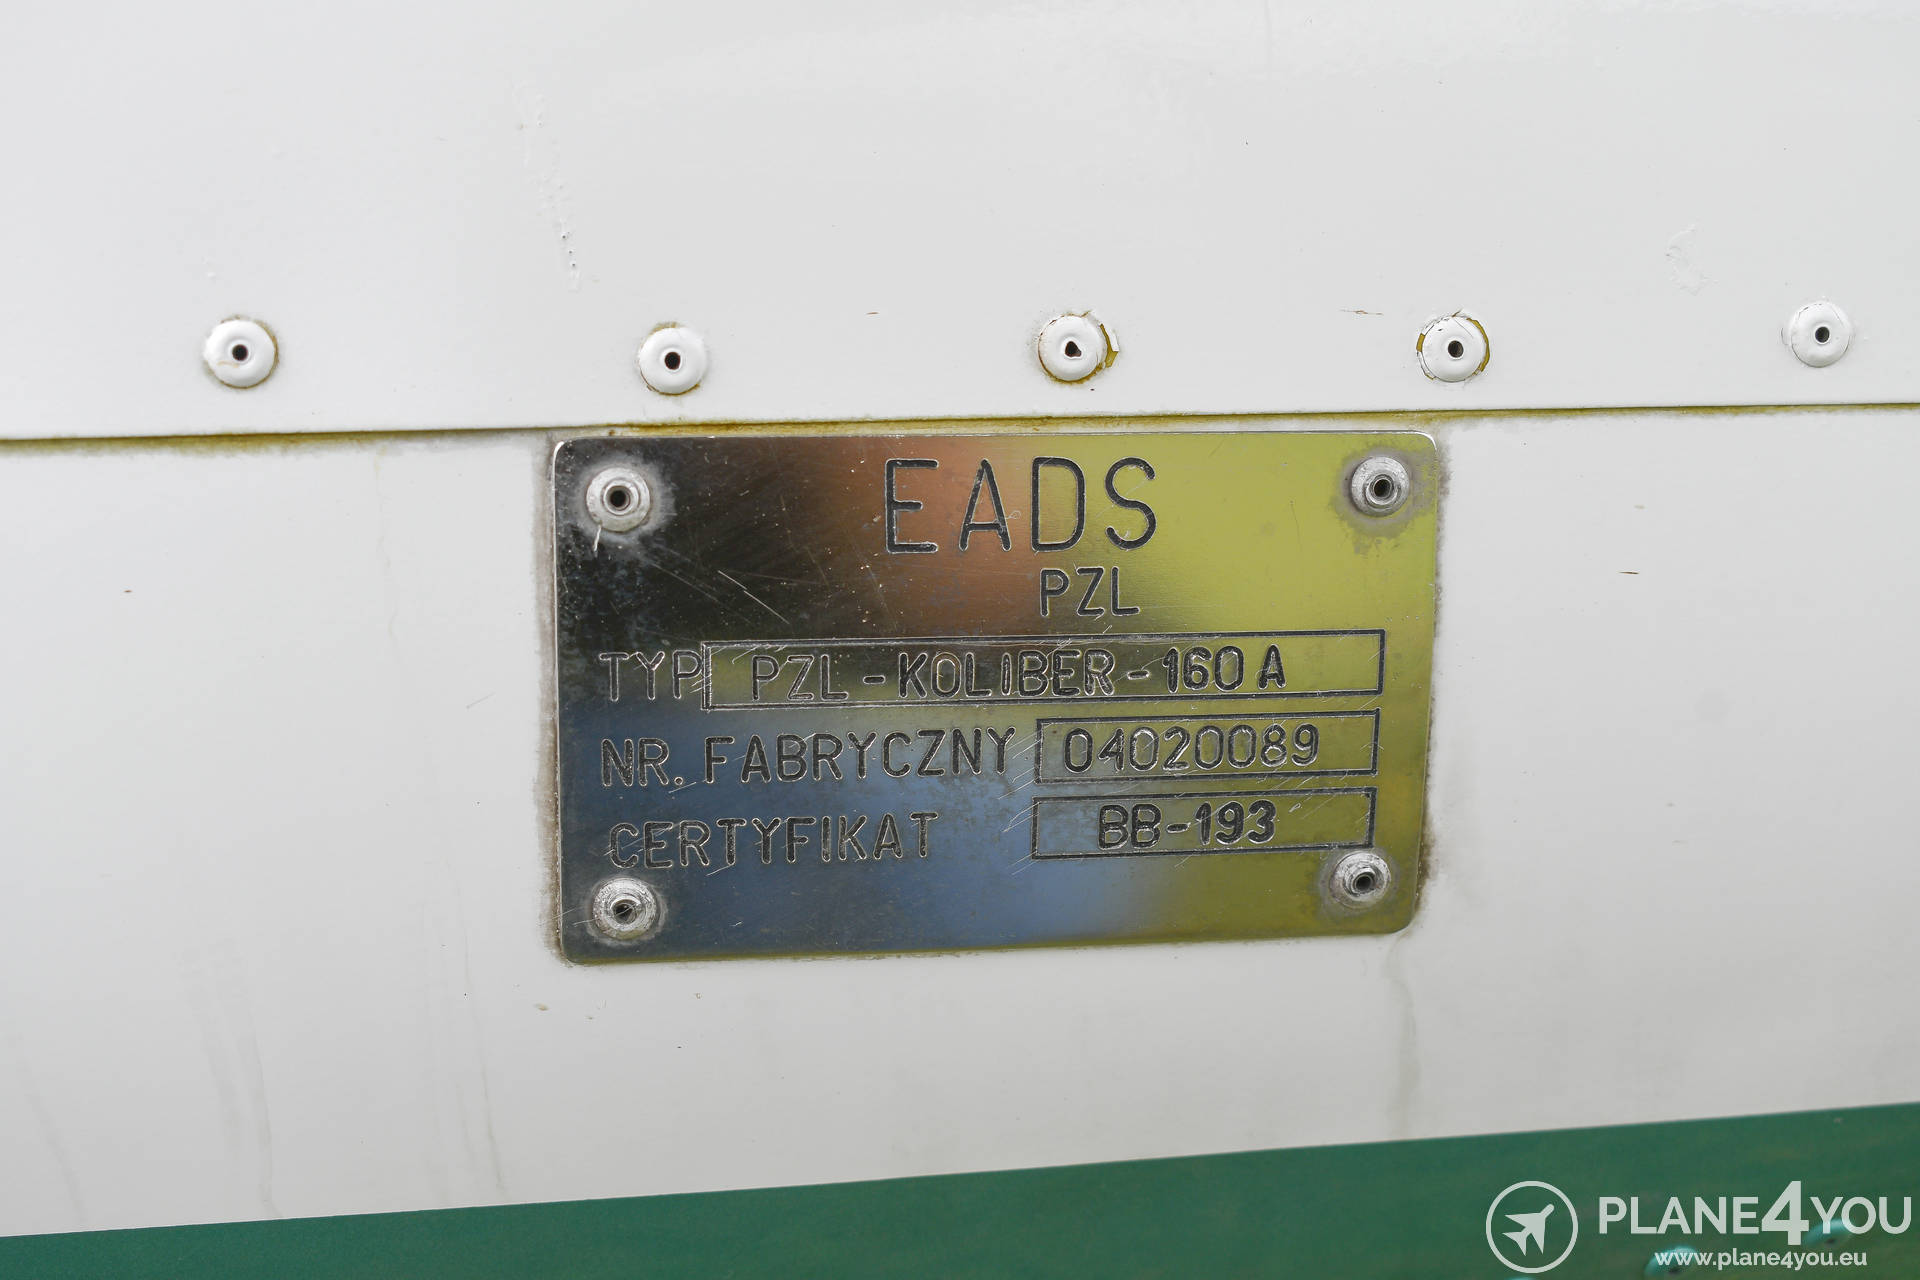 EADS
PZL
TYP PZL-KOLIBER-160A
NR. FABRYCZNY 04020089
CERTYFIKAT BB-193
PLANE4YOU
www.plane4you.eu